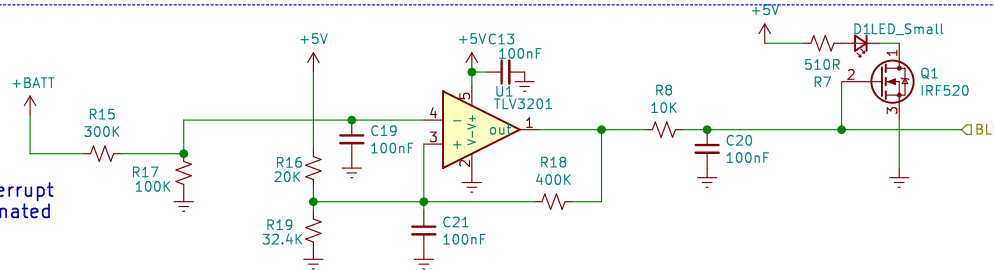 +5V
D1LED_Small
+5V
+5VC13
100nF
510R
R7
1
2
Q1
IRF520
3
+BATT
U1
TLV3201
5
R15
300K
4
-
V+
out
1
R8
10K
C19
100nF
3
+
V-
2
C20
100nF
BL
R17
100K
R16
20K
R18
400K
errupt
nated
R19
32.4K
C21
100nF